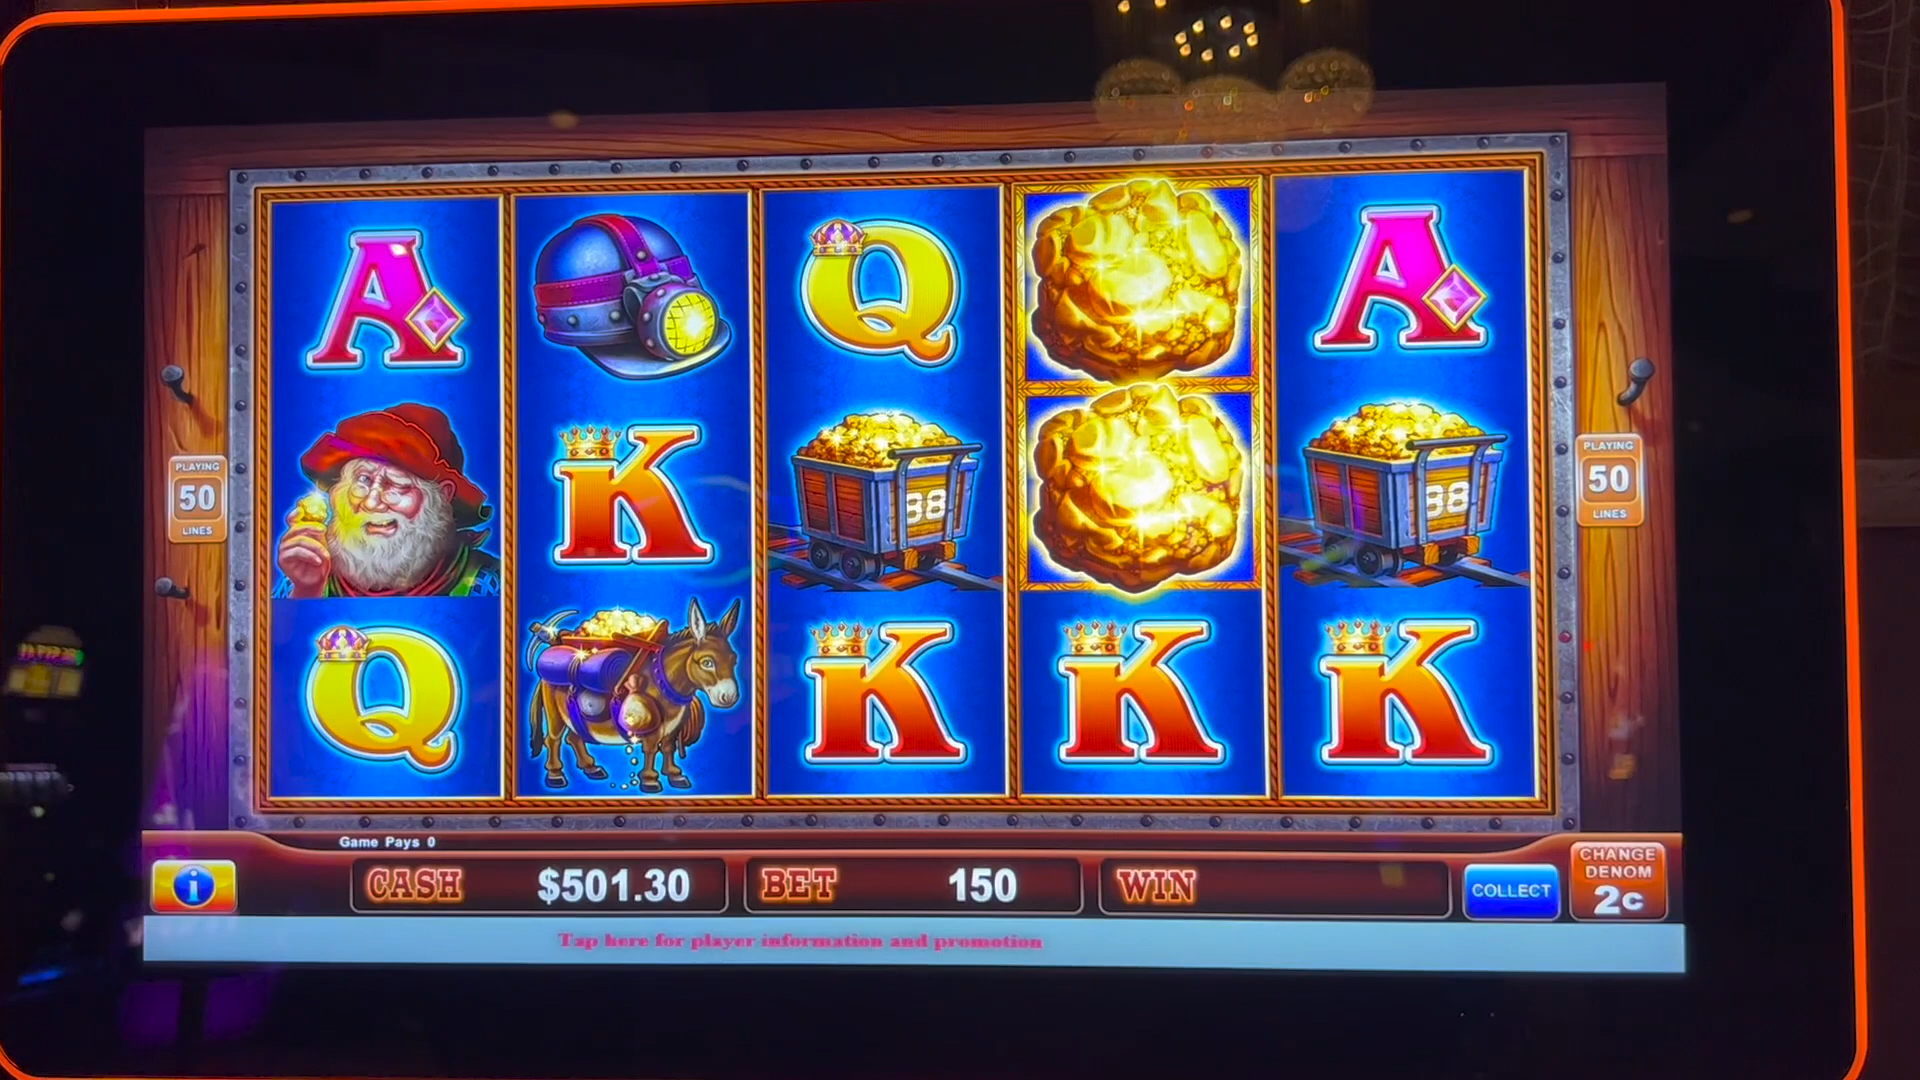 A Q A
K 88 88
Q K K K
PLAYING
50
LINES
PLAYING
50
LINES
Game Pays 0
CASH $501.30
BET 150
WIN
COLLECT
CHANGE
DENOM
2c
i
Tap here for player information and promotion